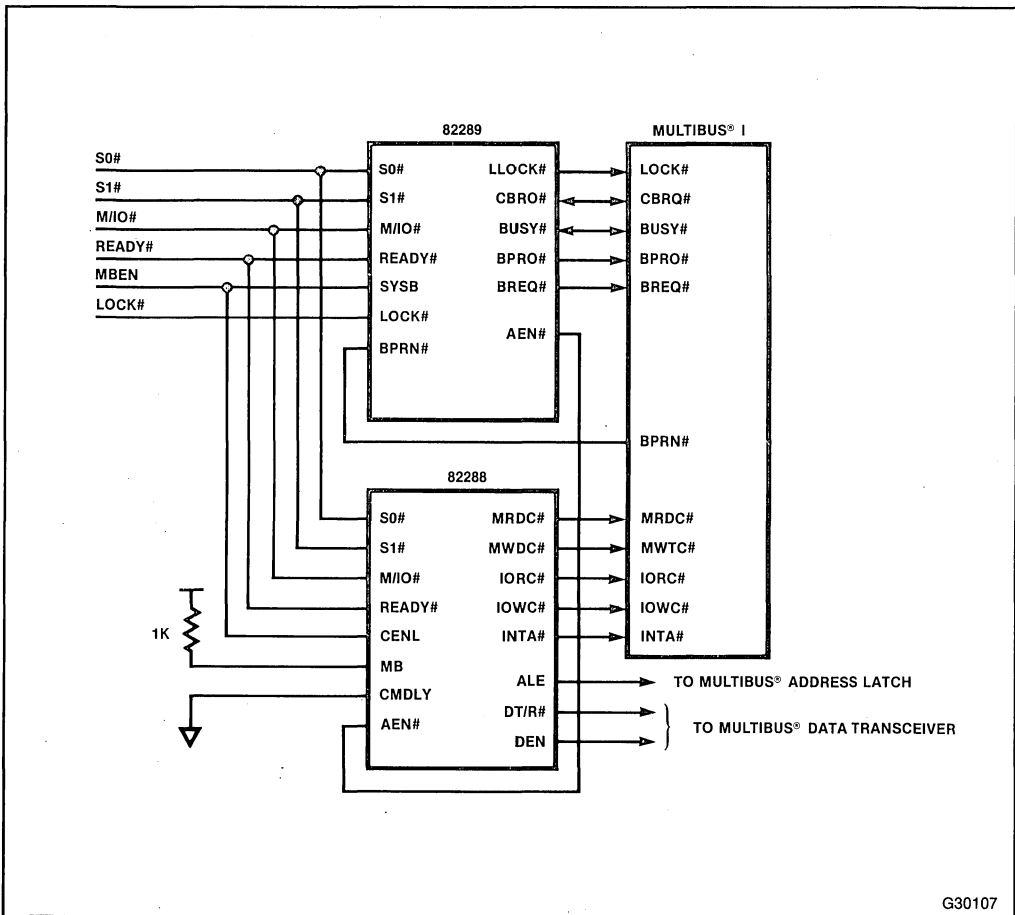 82289
MULTIBUS® I
S0#
S1#
M/IO#
READY#
MBEN
LOCK#
S0#
S1#
M/IO#
READY#
SYSB
LOCK#
BPRN#
LLOCK#
CBRO#
BUSY#
BPRO#
BREQ#
AEN#
LOCK#
CBRQ#
BUSY#
BPRO#
BREQ#
BPRN#
MRDC#
MWTC#
IORC#
IOWC#
INTA#
82288
S0#
S1#
M/IO#
READY#
CENL
MB
CMDLY
AEN#
MRDC#
MWDC#
IORC#
IOWC#
INTA#
ALE
DT/R#
DEN
1K
TO MULTIBUS® ADDRESS LATCH
TO MULTIBUS® DATA TRANSCEIVER
G30107